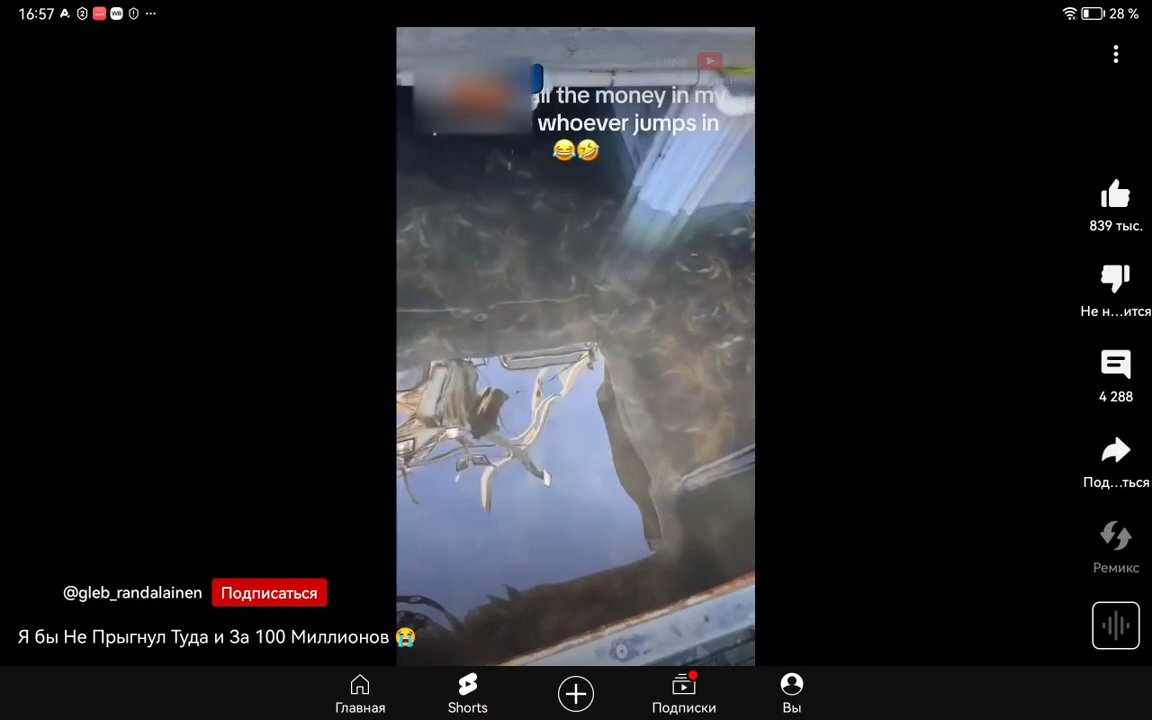 16:57
28 %
all the money in my
whoever jumps in
😂🤣
839 тыс.
Не н...ится
4 288
Под...ться
Ремикс
@gleb_randalainen Подписаться
Я бы Не Прыгнул Туда и За 100 Миллионов 😭
Главная Shorts Подписки Вы